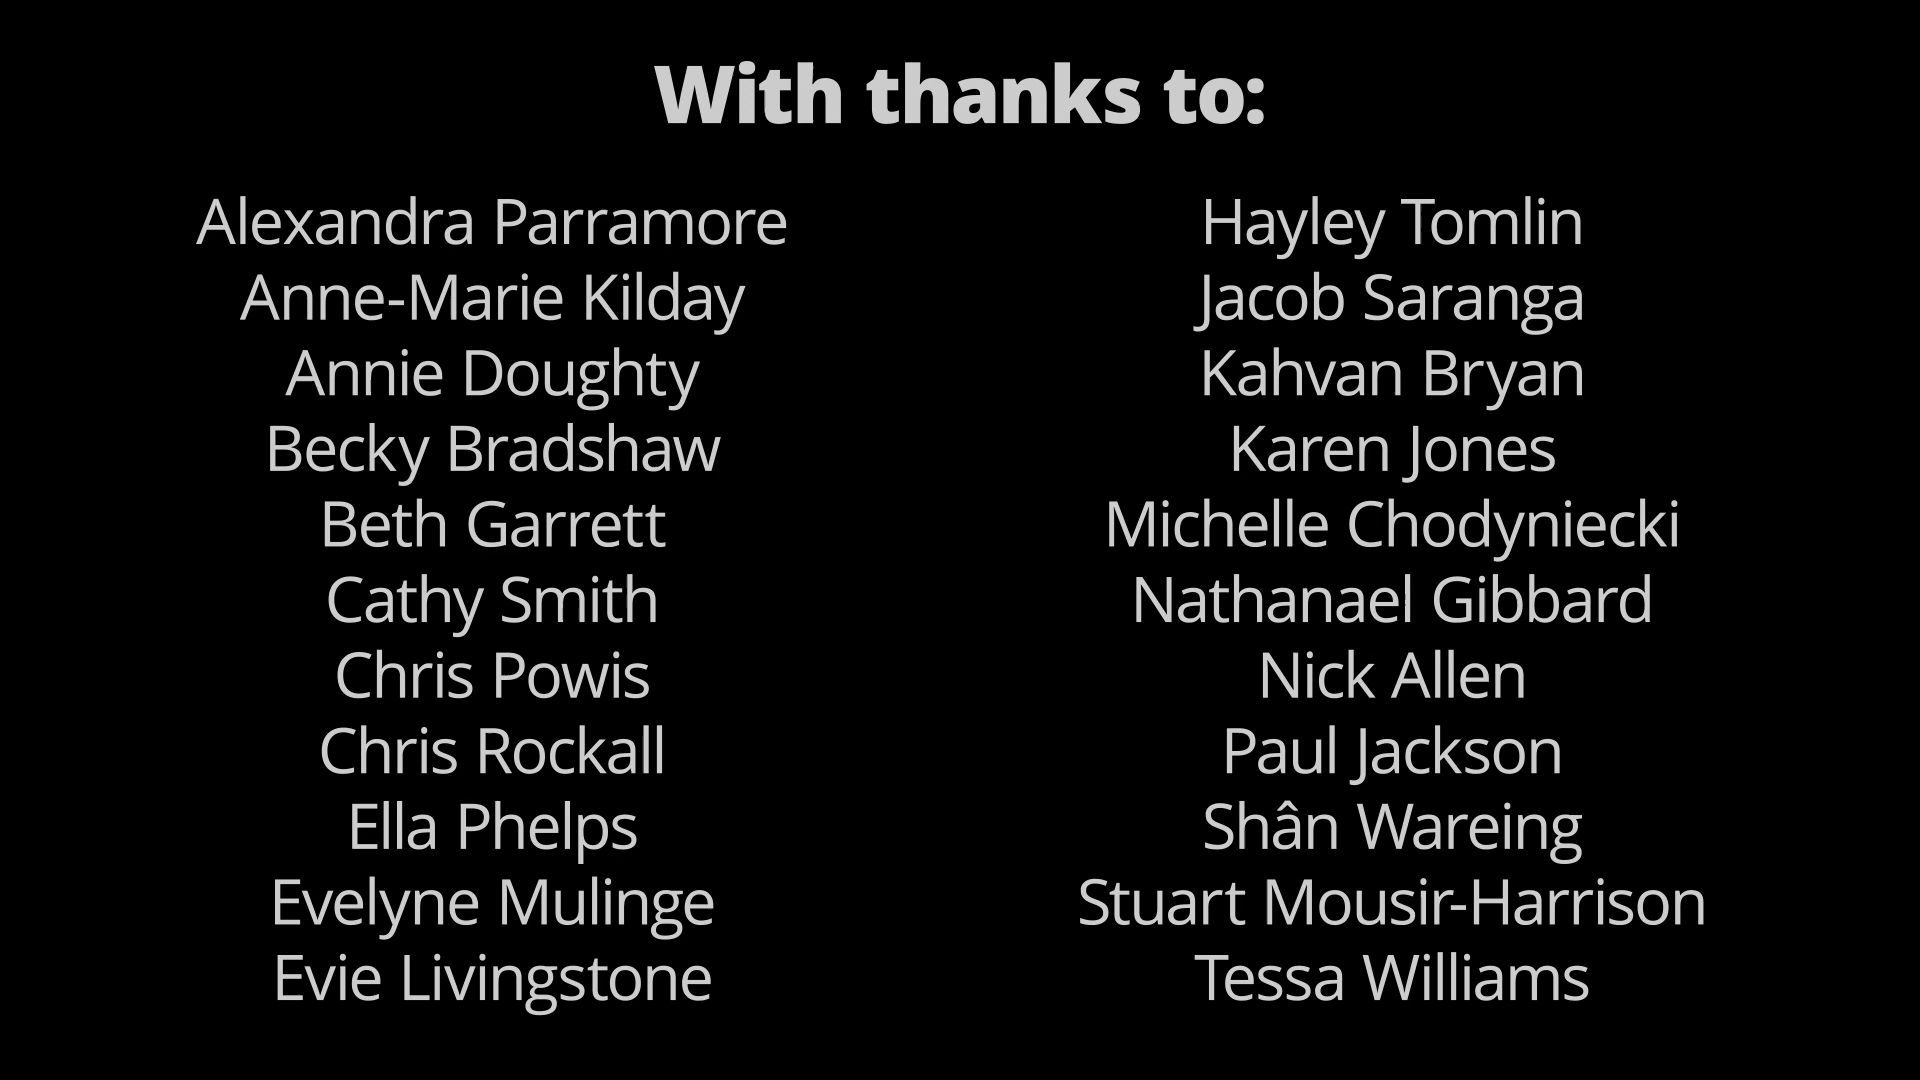 With thanks to:
Alexandra Parramore
Anne-Marie Kilday
Annie Doughty
Becky Bradshaw
Beth Garrett
Cathy Smith
Chris Powis
Chris Rockall
Ella Phelps
Evelyne Mulinge
Evie Livingstone
Hayley Tomlin
Jacob Saranga
Kahvan Bryan
Karen Jones
Michelle Chodyniecki
Nathanael Gibbard
Nick Allen
Paul Jackson
Shân Wareing
Stuart Mousir-Harrison
Tessa Williams